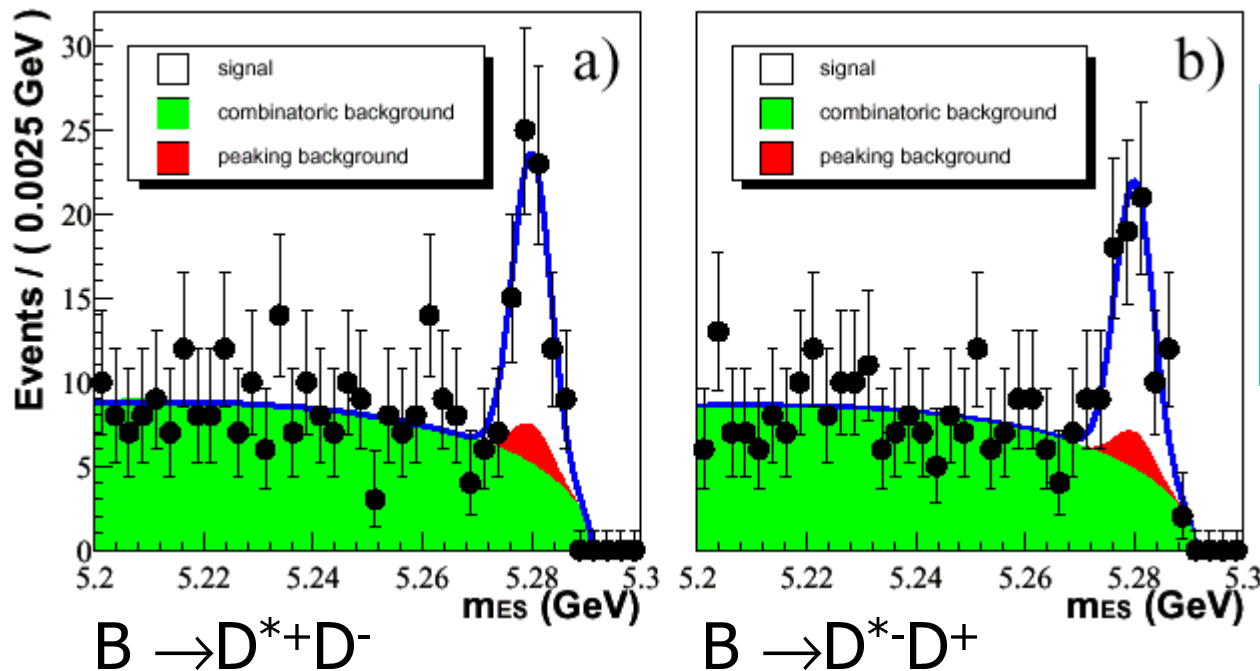 Events / ( 0.0025 GeV )
30
25
20
15
10
5
0
a)
signal
combinatoric background
peaking background
5.2 5.22 5.24 5.26 5.28 5.3
mES (GeV)
B →D*+D-
b)
signal
combinatoric background
peaking background
5.2 5.22 5.24 5.26 5.28 5.3
mES (GeV)
B →D*-D+